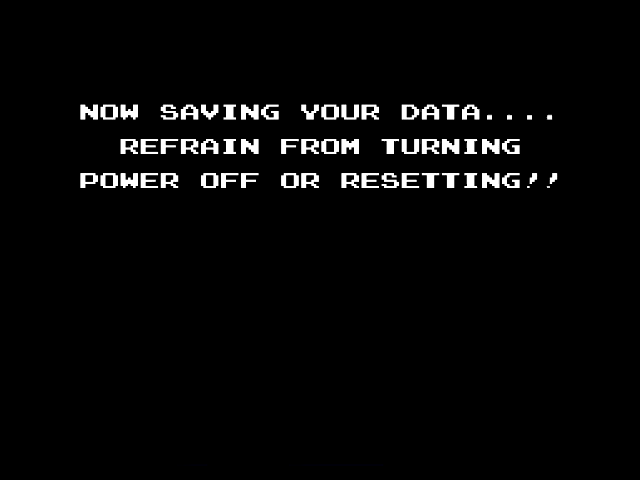 NOW SAVING YOUR DATA....
REFRAIN FROM TURNING
POWER OFF OR RESETTING!!